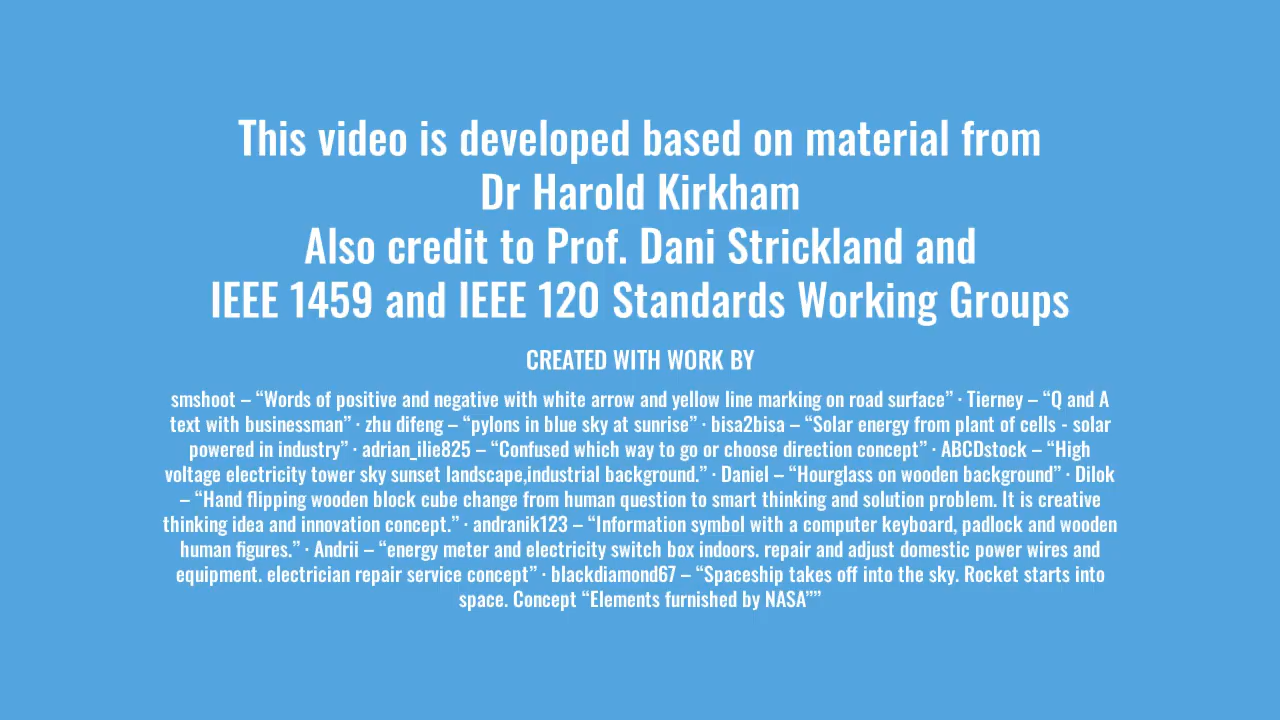 This video is developed based on material from
Dr Harold Kirkham
Also credit to Prof. Dani Strickland and
IEEE 1459 and IEEE 120 Standards Working Groups
CREATED WITH WORK BY
smshoot – “Words of positive and negative with white arrow and yellow line marking on road surface” · Tierney – “Q and A
text with businessman” · zhu difeng – “pylons in blue sky at sunrise” · bisa2bisa – “Solar energy from plant of cells - solar
powered in industry” · adrian_ilie825 – “Confused which way to go or choose direction concept” · ABCDstock – “High
voltage electricity tower sky sunset landscape,industrial background.” · Daniel – “Hourglass on wooden background” · Dilok
– “Hand flipping wooden block cube change from human question to smart thinking and solution problem. It is creative
thinking idea and innovation concept.” · andranik123 – “Information symbol with a computer keyboard, padlock and wooden
human figures.” · Andrii – “energy meter and electricity switch box indoors. repair and adjust domestic power wires and
equipment. electrician repair service concept” · blackdiamond67 – “Spaceship takes off into the sky. Rocket starts into
space. Concept “Elements furnished by NASA””